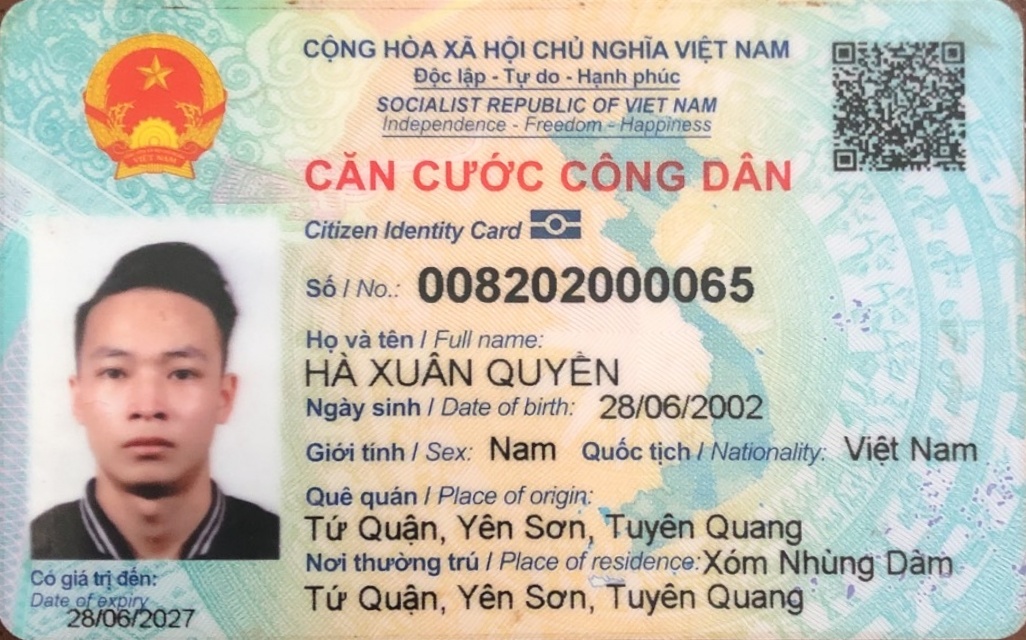 CỘNG HÒA XÃ HỘI CHỦ NGHĨA VIỆT NAM
Độc lập - Tự do - Hạnh phúc
SOCIALIST REPUBLIC OF VIET NAM
Independence - Freedom - Happiness
CĂN CƯỚC CÔNG DÂN
Citizen Identity Card
Số / No.: 008202000065
Họ và tên / Full name:
HÀ XUÂN QUYỀN
Ngày sinh / Date of birth: 28/06/2002
Giới tính / Sex: Nam Quốc tịch / Nationality: Việt Nam
Quê quán / Place of origin:
Tứ Quận, Yên Sơn, Tuyên Quang
Nơi thường trú / Place of residence: Xóm Nhùng Dàm
Tứ Quận, Yên Sơn, Tuyên Quang
Có giá trị đến:
Date of expiry
28/06/2027
VIỆT NAM